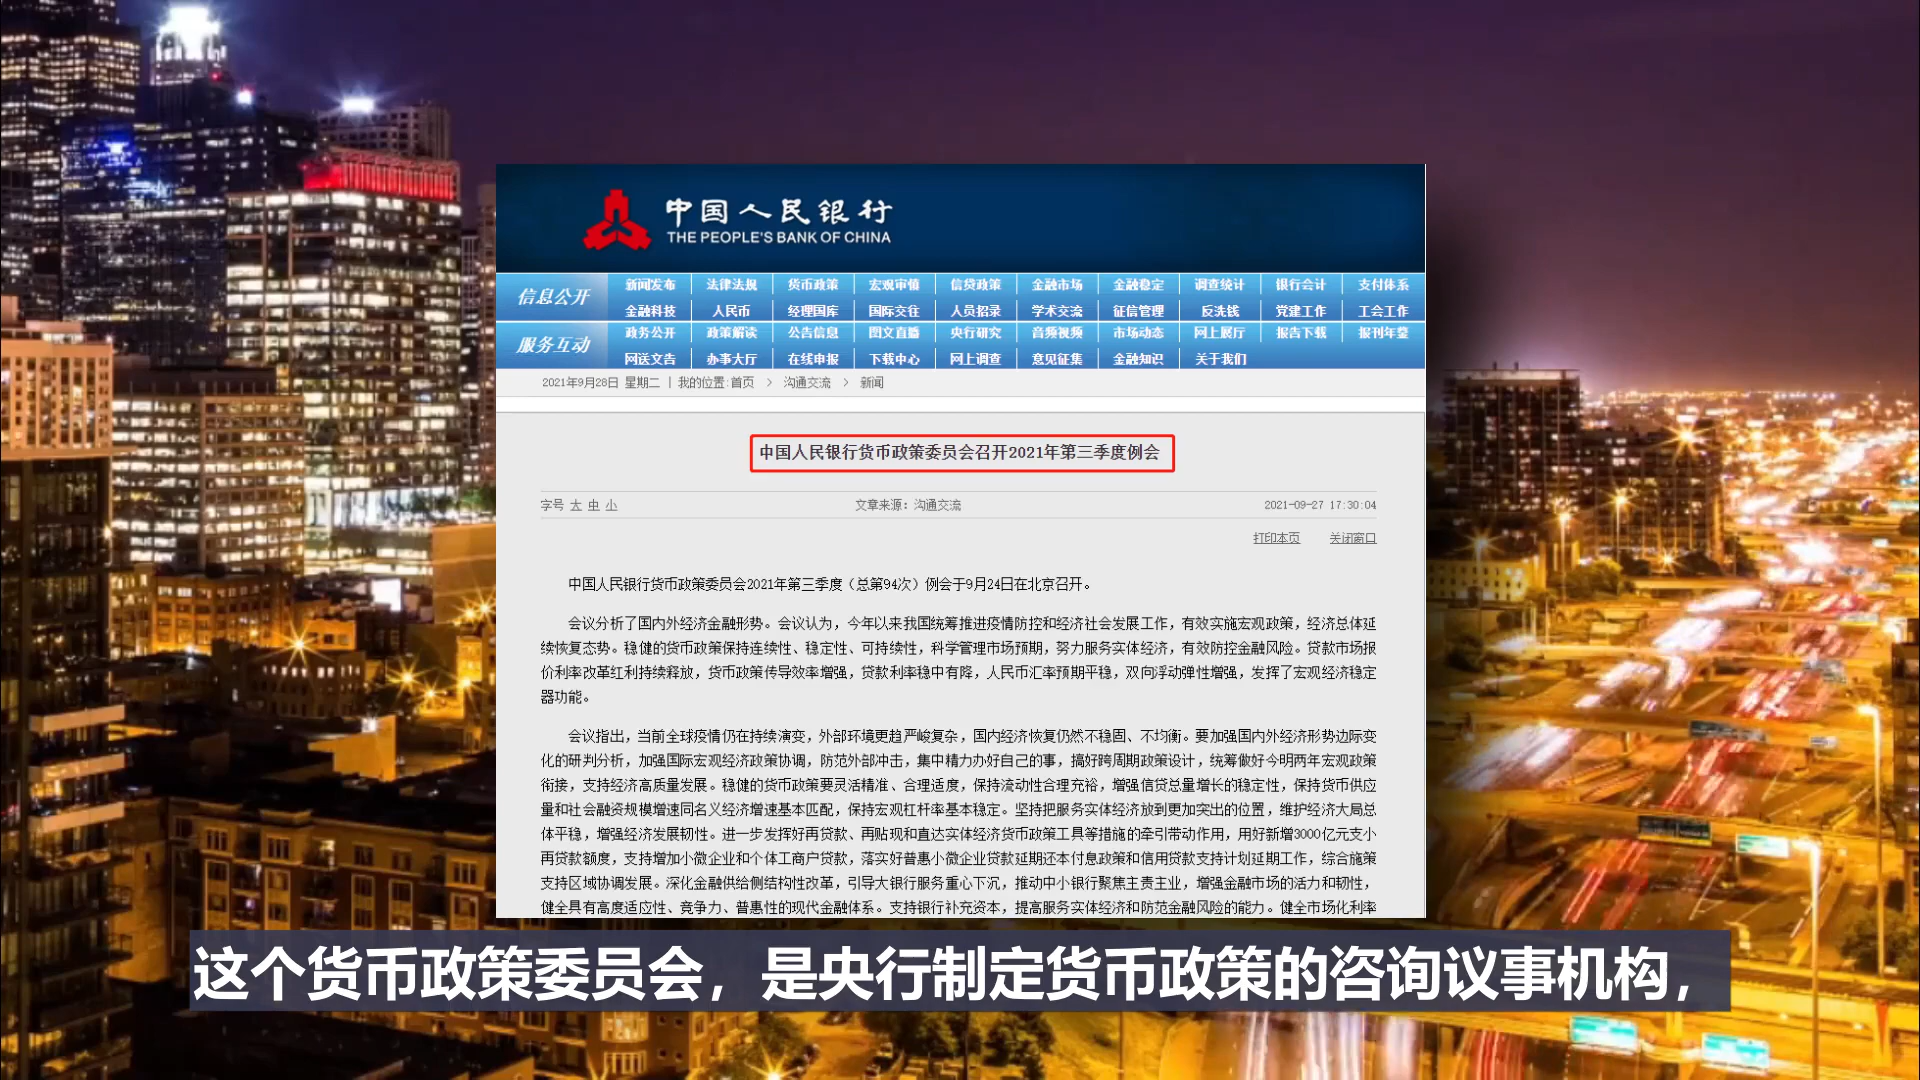 中国人民银行
THE PEOPLE'S BANK OF CHINA
信息公开 新闻发布 法律法规 货币政策 宏观审慎 信贷政策 金融市场 金融稳定 调查统计 银行会计 支付体系
金融科技 人民币 经理国库 国际交往 人员招录 学术交流 征信管理 反洗钱 党建工作 工会工作
服务互动 政务公开 政策解读 公告信息 图文直播 央行研究 音频视频 市场动态 网上展厅 报告下载 报刊年鉴
网送文告 办事大厅 在线申报 下载中心 网上调查 意见征集 金融知识 关于我们
2021年9月28日 星期二 | 我的位置:首页 > 沟通交流 > 新闻
中国人民银行货币政策委员会召开2021年第三季度例会
字号 大 中 小 文章来源：沟通交流 2021-09-27 17:30:04
打印本页 关闭窗口
中国人民银行货币政策委员会2021年第三季度（总第94次）例会于9月24日在北京召开。
会议分析了国内外经济金融形势。会议认为，今年以来我国统筹推进疫情防控和经济社会发展工作，有效实施宏观政策，经济总体延
续恢复态势。稳健的货币政策保持连续性、稳定性、可持续性，科学管理市场预期，努力服务实体经济，有效防控金融风险。贷款市场报
价利率改革红利持续释放，货币政策传导效率增强，贷款利率稳中有降，人民币汇率预期平稳，双向浮动弹性增强，发挥了宏观经济稳定
器功能。
会议指出，当前全球疫情仍在持续演变，外部环境更趋严峻复杂，国内经济恢复仍然不稳固、不均衡。要加强国内外经济形势边际变
化的研判分析，加强国际宏观经济政策协调，防范外部冲击，集中精力办好自己的事，搞好跨周期政策设计，统筹做好今明两年宏观政策
衔接，支持经济高质量发展。稳健的货币政策要灵活精准、合理适度，保持流动性合理充裕，增强信贷总量增长的稳定性，保持货币供应
量和社会融资规模增速同名义经济增速基本匹配，保持宏观杠杆率基本稳定。坚持把服务实体经济放到更加突出的位置，维护经济大局总
体平稳，增强经济发展韧性。进一步发挥好再贷款、再贴现和直达实体经济货币政策工具等措施的牵引带动作用，用好新增3000亿元支小
再贷款额度，支持增加小微企业和个体工商户贷款，落实好普惠小微企业贷款延期还本付息政策和信用贷款支持计划延期工作，综合施策
支持区域协调发展。深化金融供给侧结构性改革，引导大银行服务重心下沉，推动中小银行聚焦主责主业，增强金融市场的活力和韧性，
健全具有高度适应性、竞争力、普惠性的现代金融体系。支持银行补充资本，提高服务实体经济和防范金融风险的能力。健全市场化利率
这个货币政策委员会，是央行制定货币政策的咨询议事机构，